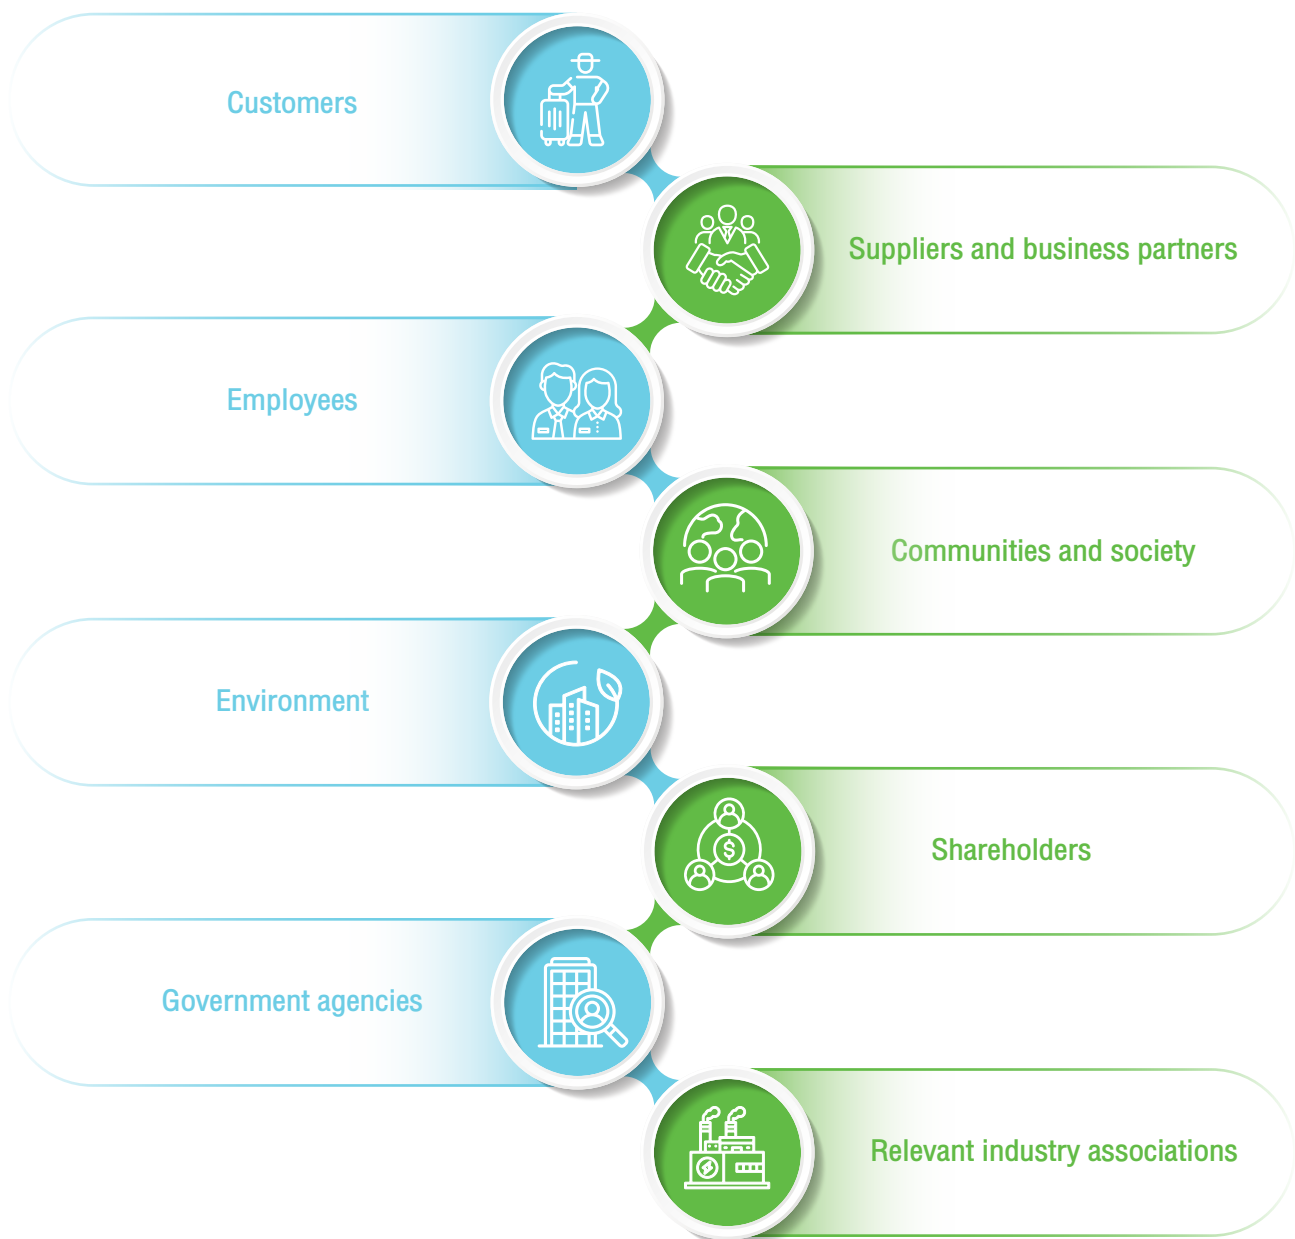 Customers
Suppliers and business partners
Employees
Communities and society
Environment
$
Shareholders
Government agencies
Relevant industry associations